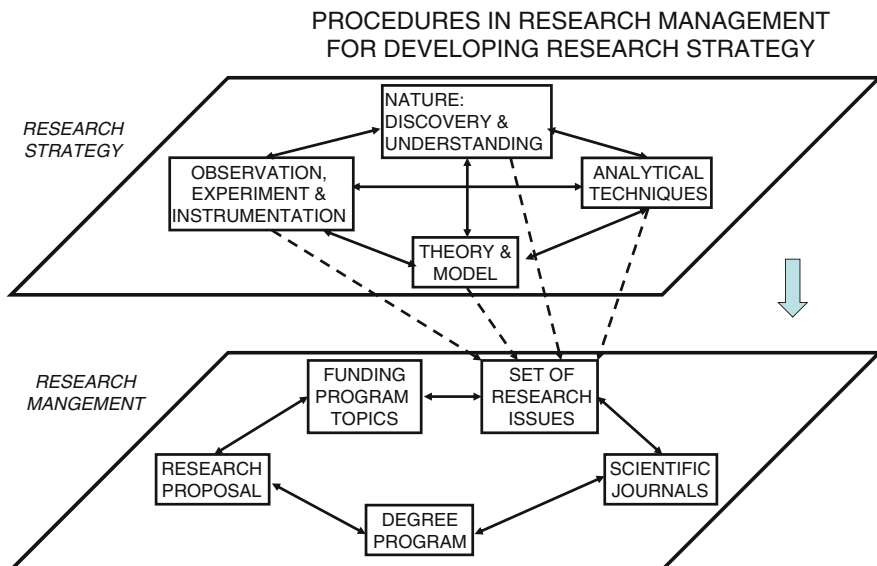 PROCEDURES IN RESEARCH MANAGEMENT
FOR DEVELOPING RESEARCH STRATEGY
RESEARCH
STRATEGY
NATURE:
DISCOVERY &
UNDERSTANDING
OBSERVATION,
EXPERIMENT &
INSTRUMENTATION
ANALYTICAL
TECHNIQUES
THEORY &
MODEL
RESEARCH
MANGEMENT
FUNDING
PROGRAM
TOPICS
SET OF
RESEARCH
ISSUES
RESEARCH
PROPOSAL
SCIENTIFIC
JOURNALS
DEGREE
PROGRAM